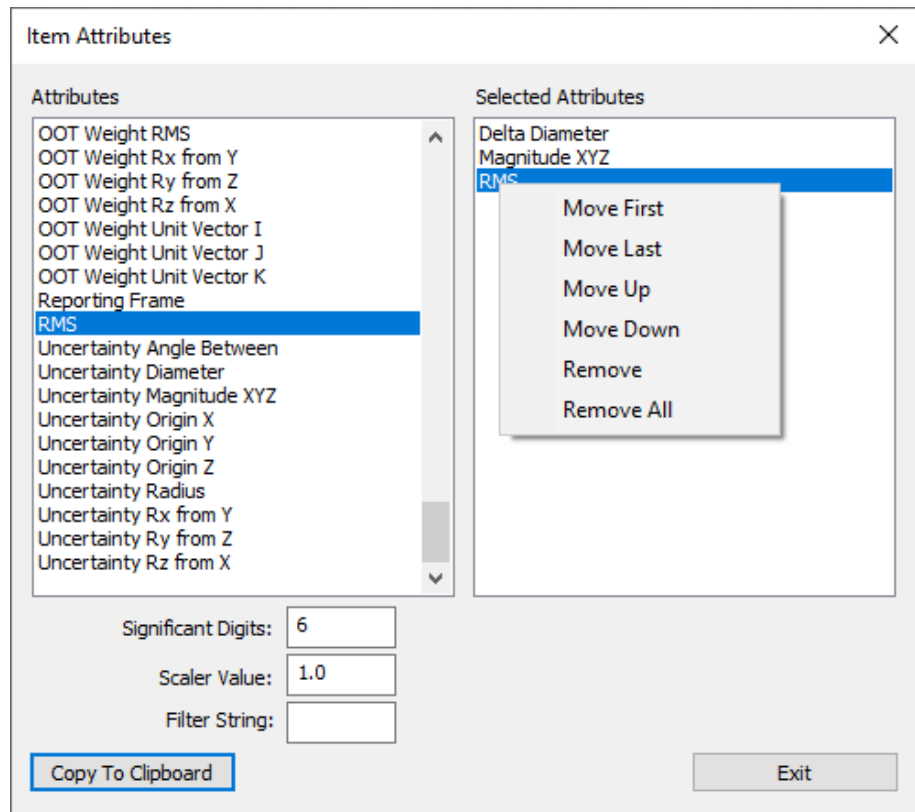 Item Attributes
Attributes
OOT Weight RMS
OOT Weight Rx from Y
OOT Weight Ry from Z
OOT Weight Rz from X
OOT Weight Unit Vector I
OOT Weight Unit Vector J
OOT Weight Unit Vector K
Reporting Frame
RMS
Uncertainty Angle Between
Uncertainty Diameter
Uncertainty Magnitude XYZ
Uncertainty Origin X
Uncertainty Origin Y
Uncertainty Origin Z
Uncertainty Radius
Uncertainty Rx from Y
Uncertainty Ry from Z
Uncertainty Rz from X
Selected Attributes
Delta Diameter
Magnitude XYZ
RMS
Move First
Move Last
Move Up
Move Down
Remove
Remove All
Significant Digits: 6
Scaler Value: 1.0
Filter String:
Copy To Clipboard
Exit